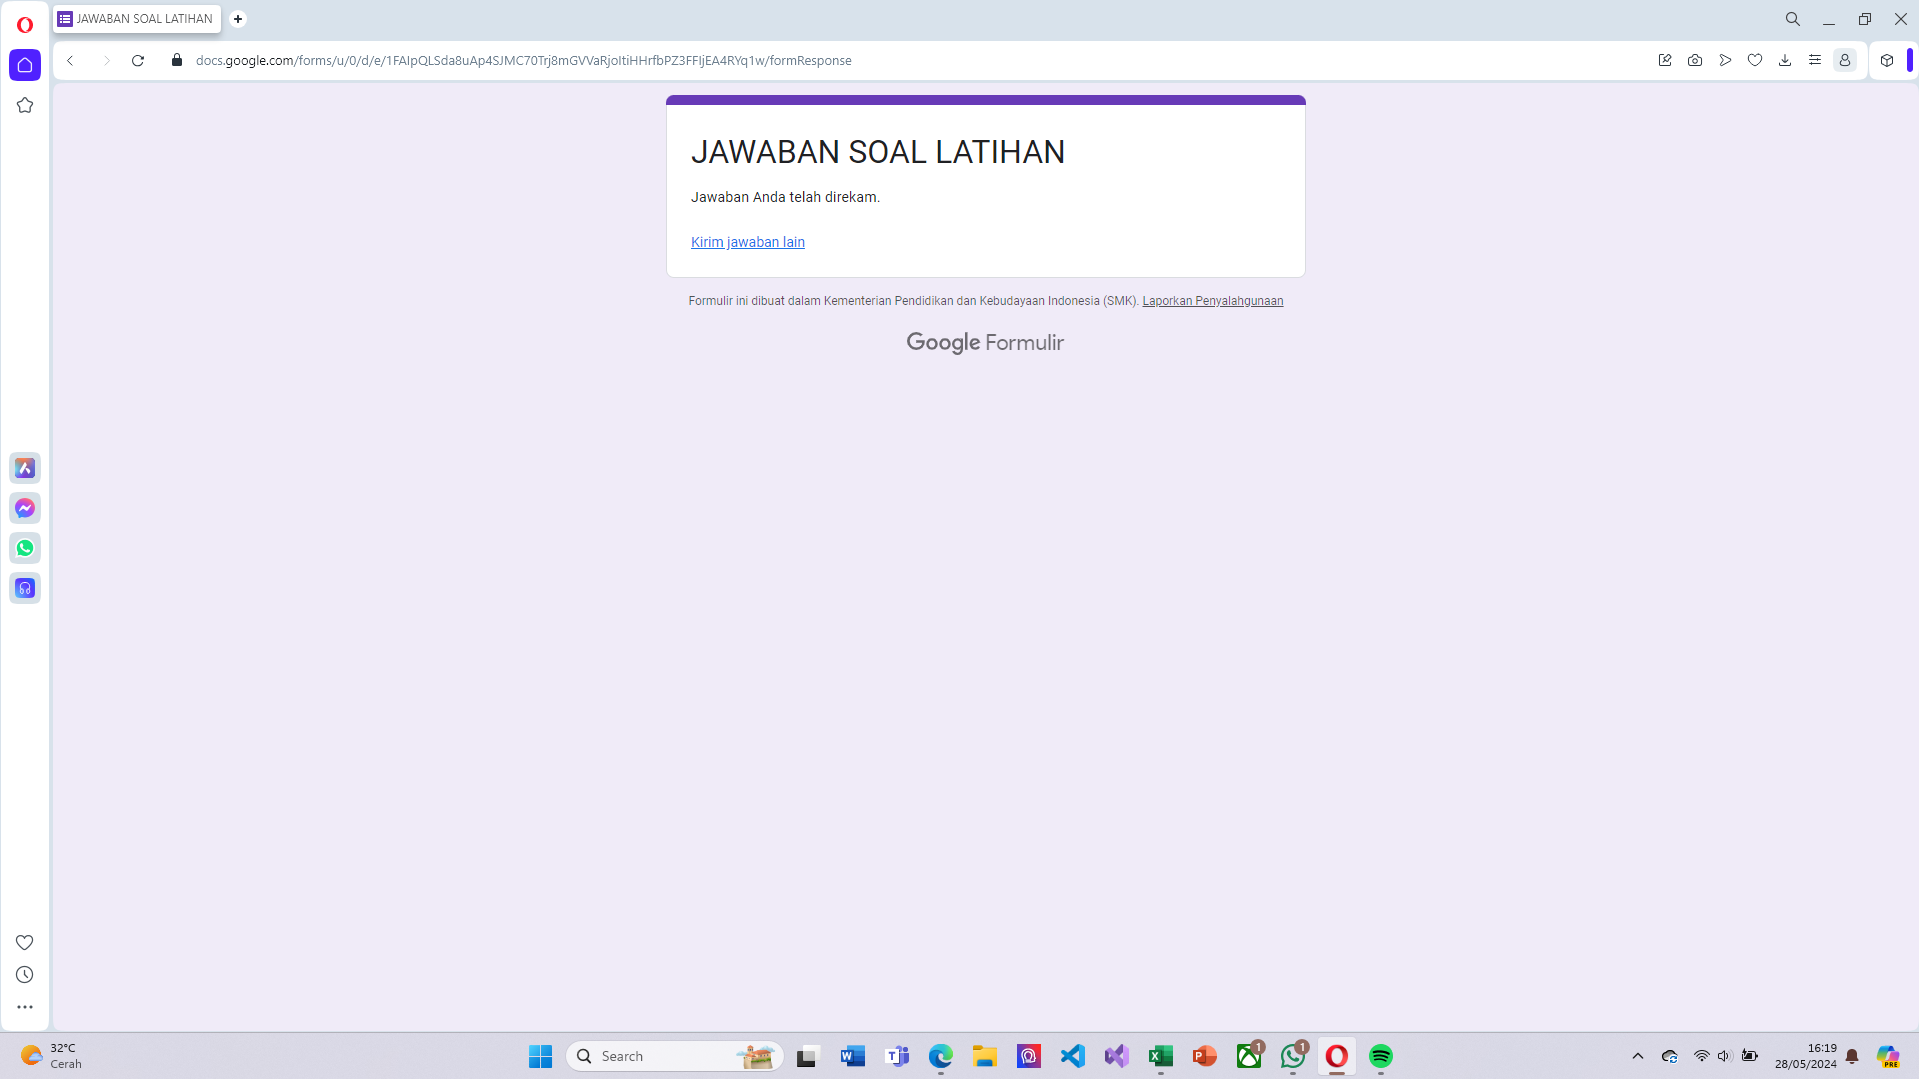 JAWABAN SOAL LATIHAN
docs.google.com/forms/u/0/d/e/1FAIpQLSda8uAp4SJMC70Trj8mGVVaRjoItiHHrfbPZ3FFIjEA4RYq1w/formResponse
JAWABAN SOAL LATIHAN
Jawaban Anda telah direkam.
Kirim jawaban lain
Formulir ini dibuat dalam Kementerian Pendidikan dan Kebudayaan Indonesia (SMK). Laporkan Penyalahgunaan
Google Formulir
32°C
Cerah
Search
1
1
16:19
28/05/2024
PRE